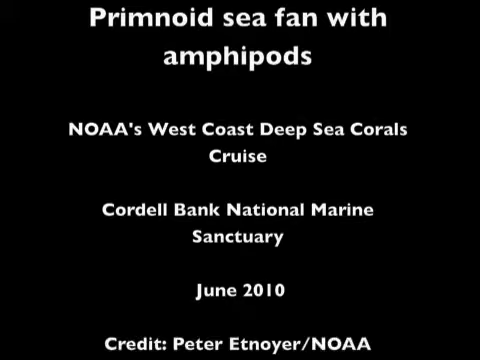 Primnoid sea fan with
amphipods
NOAA's West Coast Deep Sea Corals
Cruise
Cordell Bank National Marine
Sanctuary
June 2010
Credit: Peter Etnoyer/NOAA